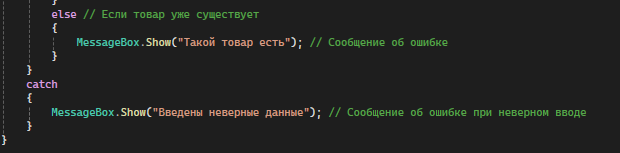 }
else // Если товар уже существует
{
MessageBox.Show("Такой товар есть"); // Сообщение об ошибке
}
}
catch
{
MessageBox.Show("Введены неверные данные"); // Сообщение об ошибке при неверном вводе
}
}